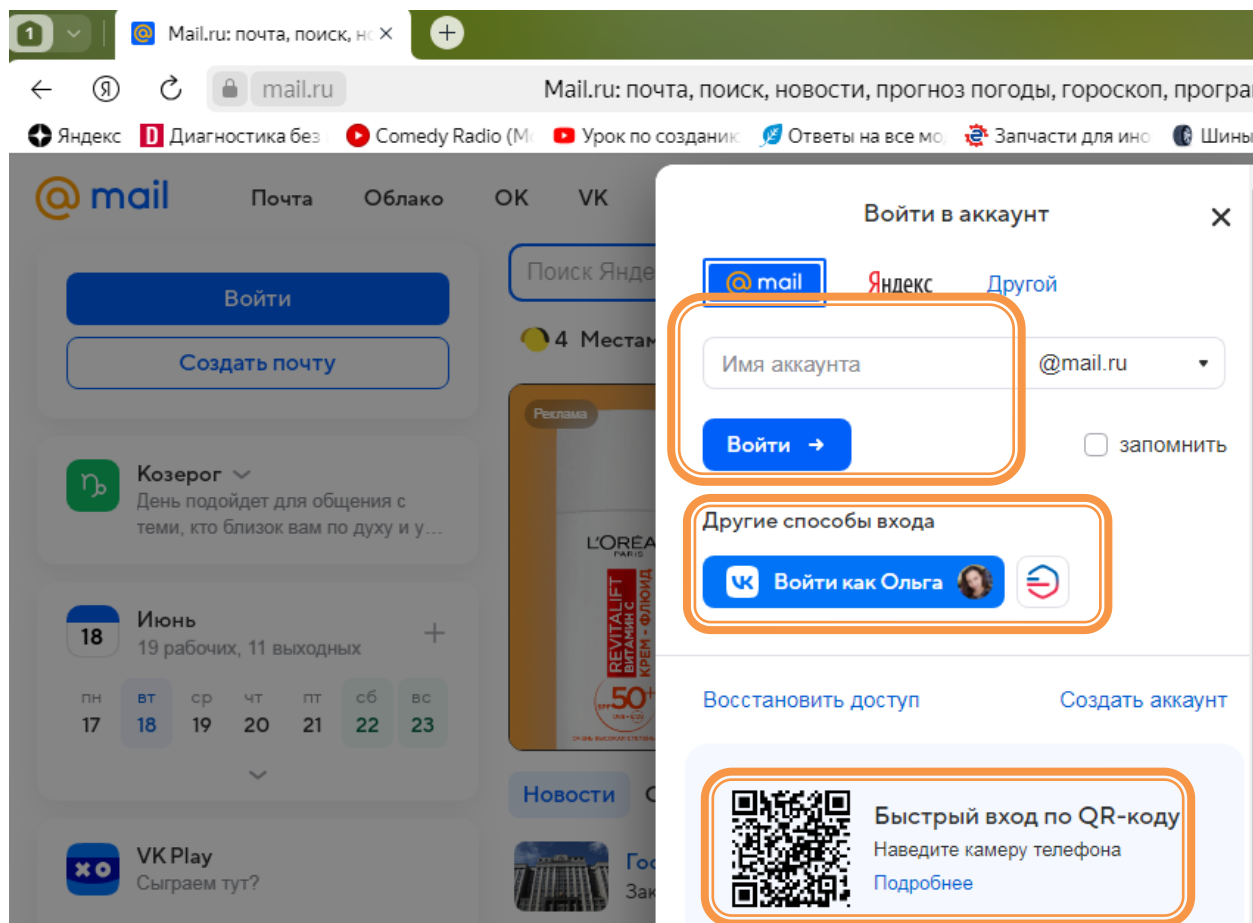 1
Mail.ru: почта, поиск, но
mail.ru
Mail.ru: почта, поиск, новости, прогноз погоды, гороскоп, програ
Яндекс
Диагностика без
Comedy Radio (М
Урок по созданию
Ответы на все мо
Запчасти для ино
Шины
mail
Почта
Облако
OK
VK
Войти
Создать почту
Козерог
День подойдет для общения с
теми, кто близок вам по духу и у...
18
Июнь
19 рабочих, 11 выходных
пн вт ср чт пт сб вс
17 18 19 20 21 22 23
VK Play
Сыграем тут?
Поиск Янде
4 Местам
Реклама
L'ORÉA
PARIS
REVITALIFT
ВИТАМИН С
КРЕМ - ФЛЮИД
SPF 50+
Новости
Гос
Зак
Войти в аккаунт
mail
Яндекс
Другой
Имя аккаунта
@mail.ru
Войти →
запомнить
Другие способы входа
Войти как Ольга
Восстановить доступ
Создать аккаунт
Быстрый вход по QR-коду
Наведите камеру телефона
Подробнее